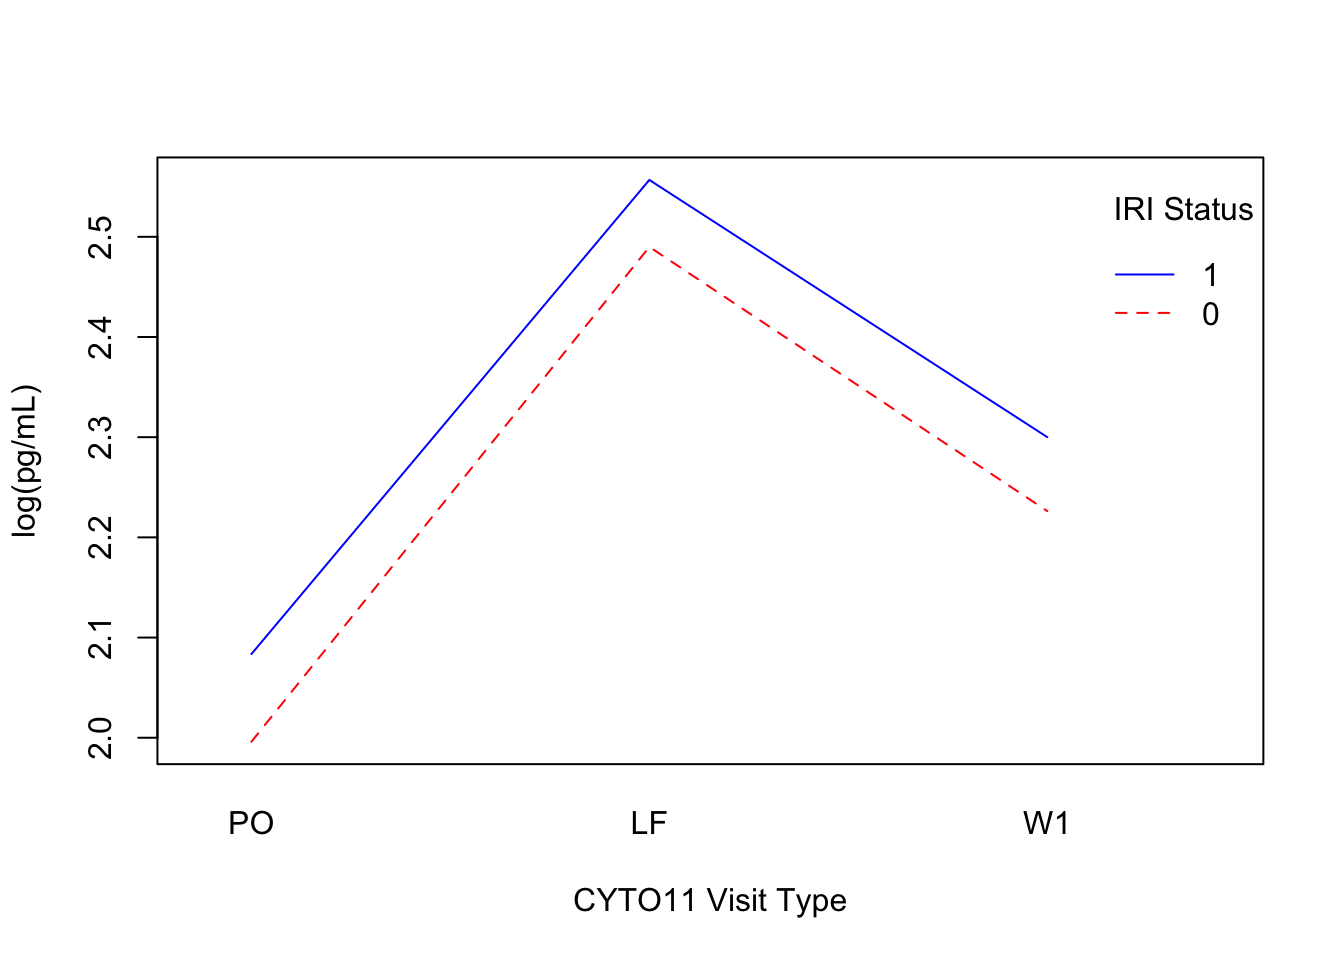 log(pg/mL)
2.5
2.4
2.3
2.2
2.1
2.0
IRI Status
1
0
PO
LF
W1
CYTO11 Visit Type